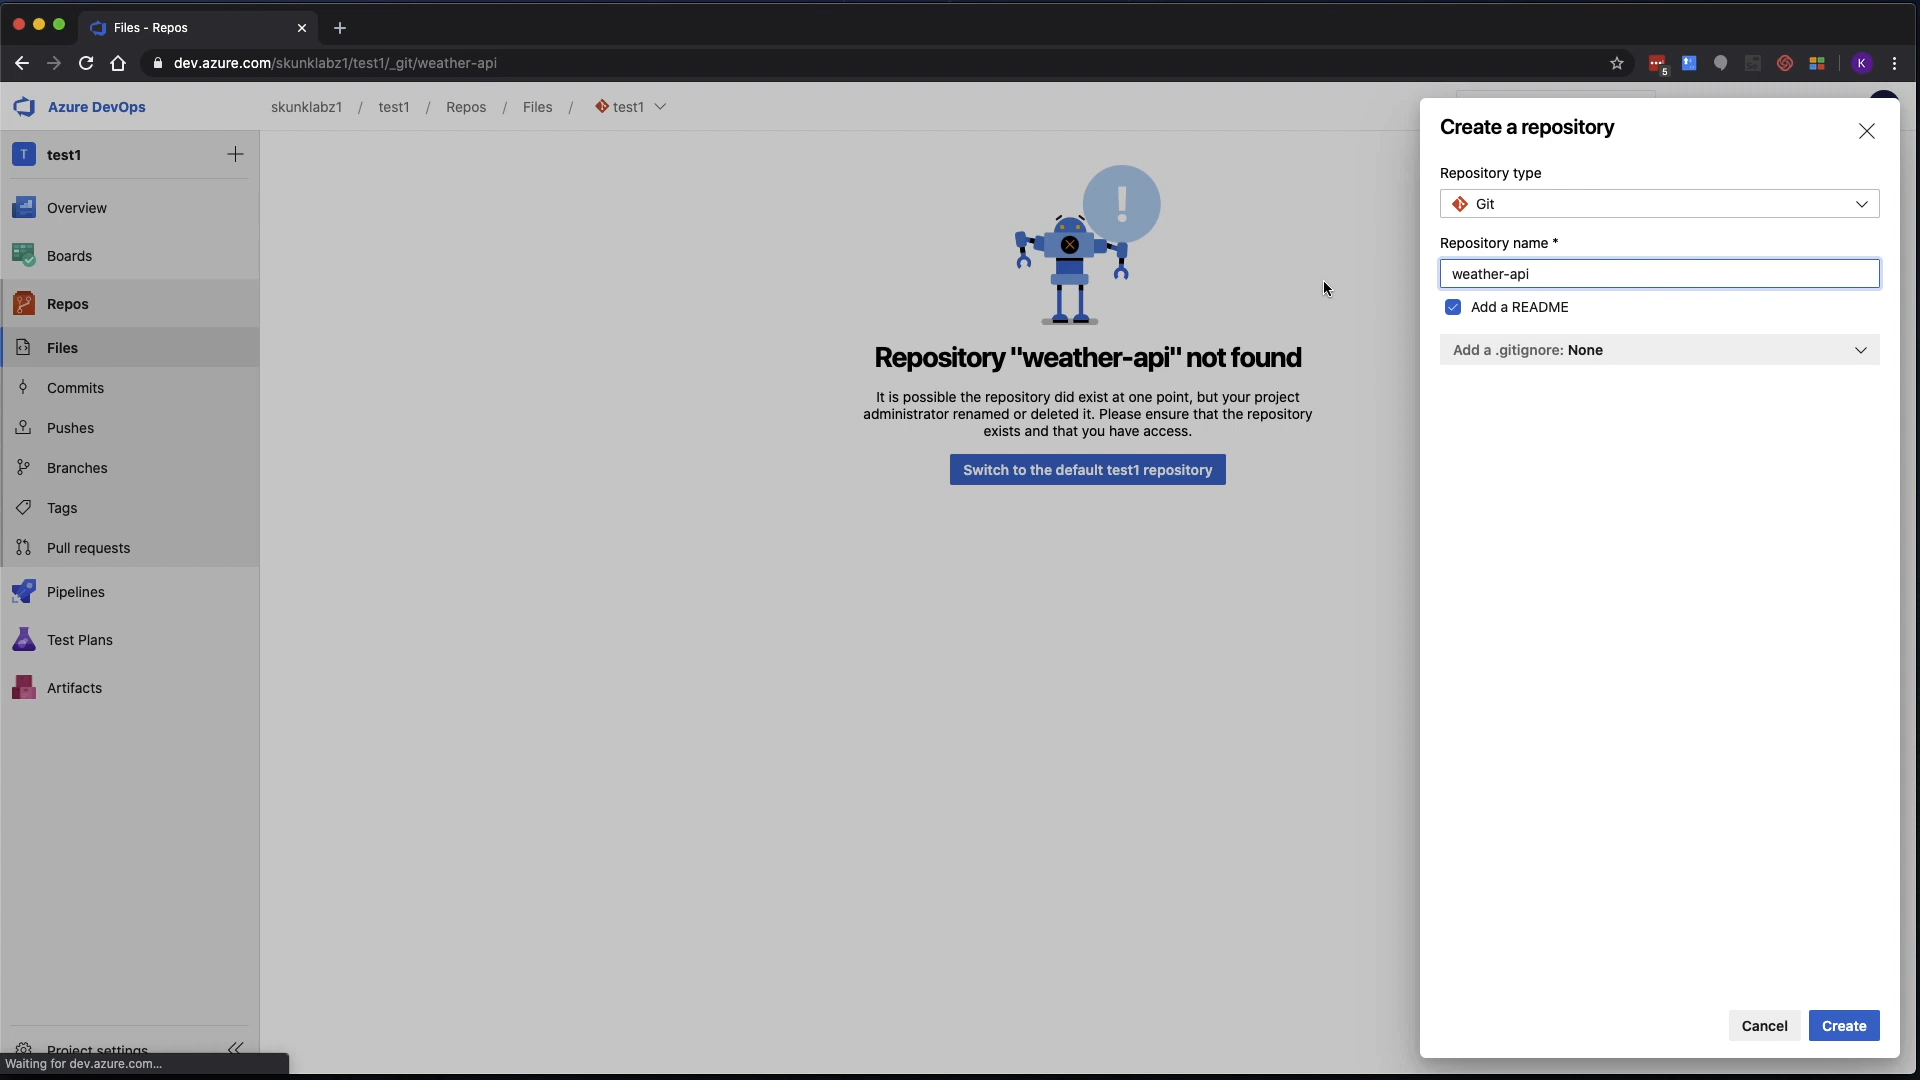 Files - Repos
dev.azure.com/skunklabz1/test1/_git/weather-api
5
K
Azure DevOps
skunklabz1 / test1 / Repos / Files / test1
T test1
Overview
Boards
Repos
Files
Commits
Pushes
Branches
Tags
Pull requests
Pipelines
Test Plans
Artifacts
Project settings
Waiting for dev.azure.com...
!
Repository "weather-api" not found
It is possible the repository did exist at one point, but your project
administrator renamed or deleted it. Please ensure that the repository
exists and that you have access.
Switch to the default test1 repository
Create a repository
Repository type
Git
Repository name *
weather-api
Add a README
Add a .gitignore: None
Cancel
Create